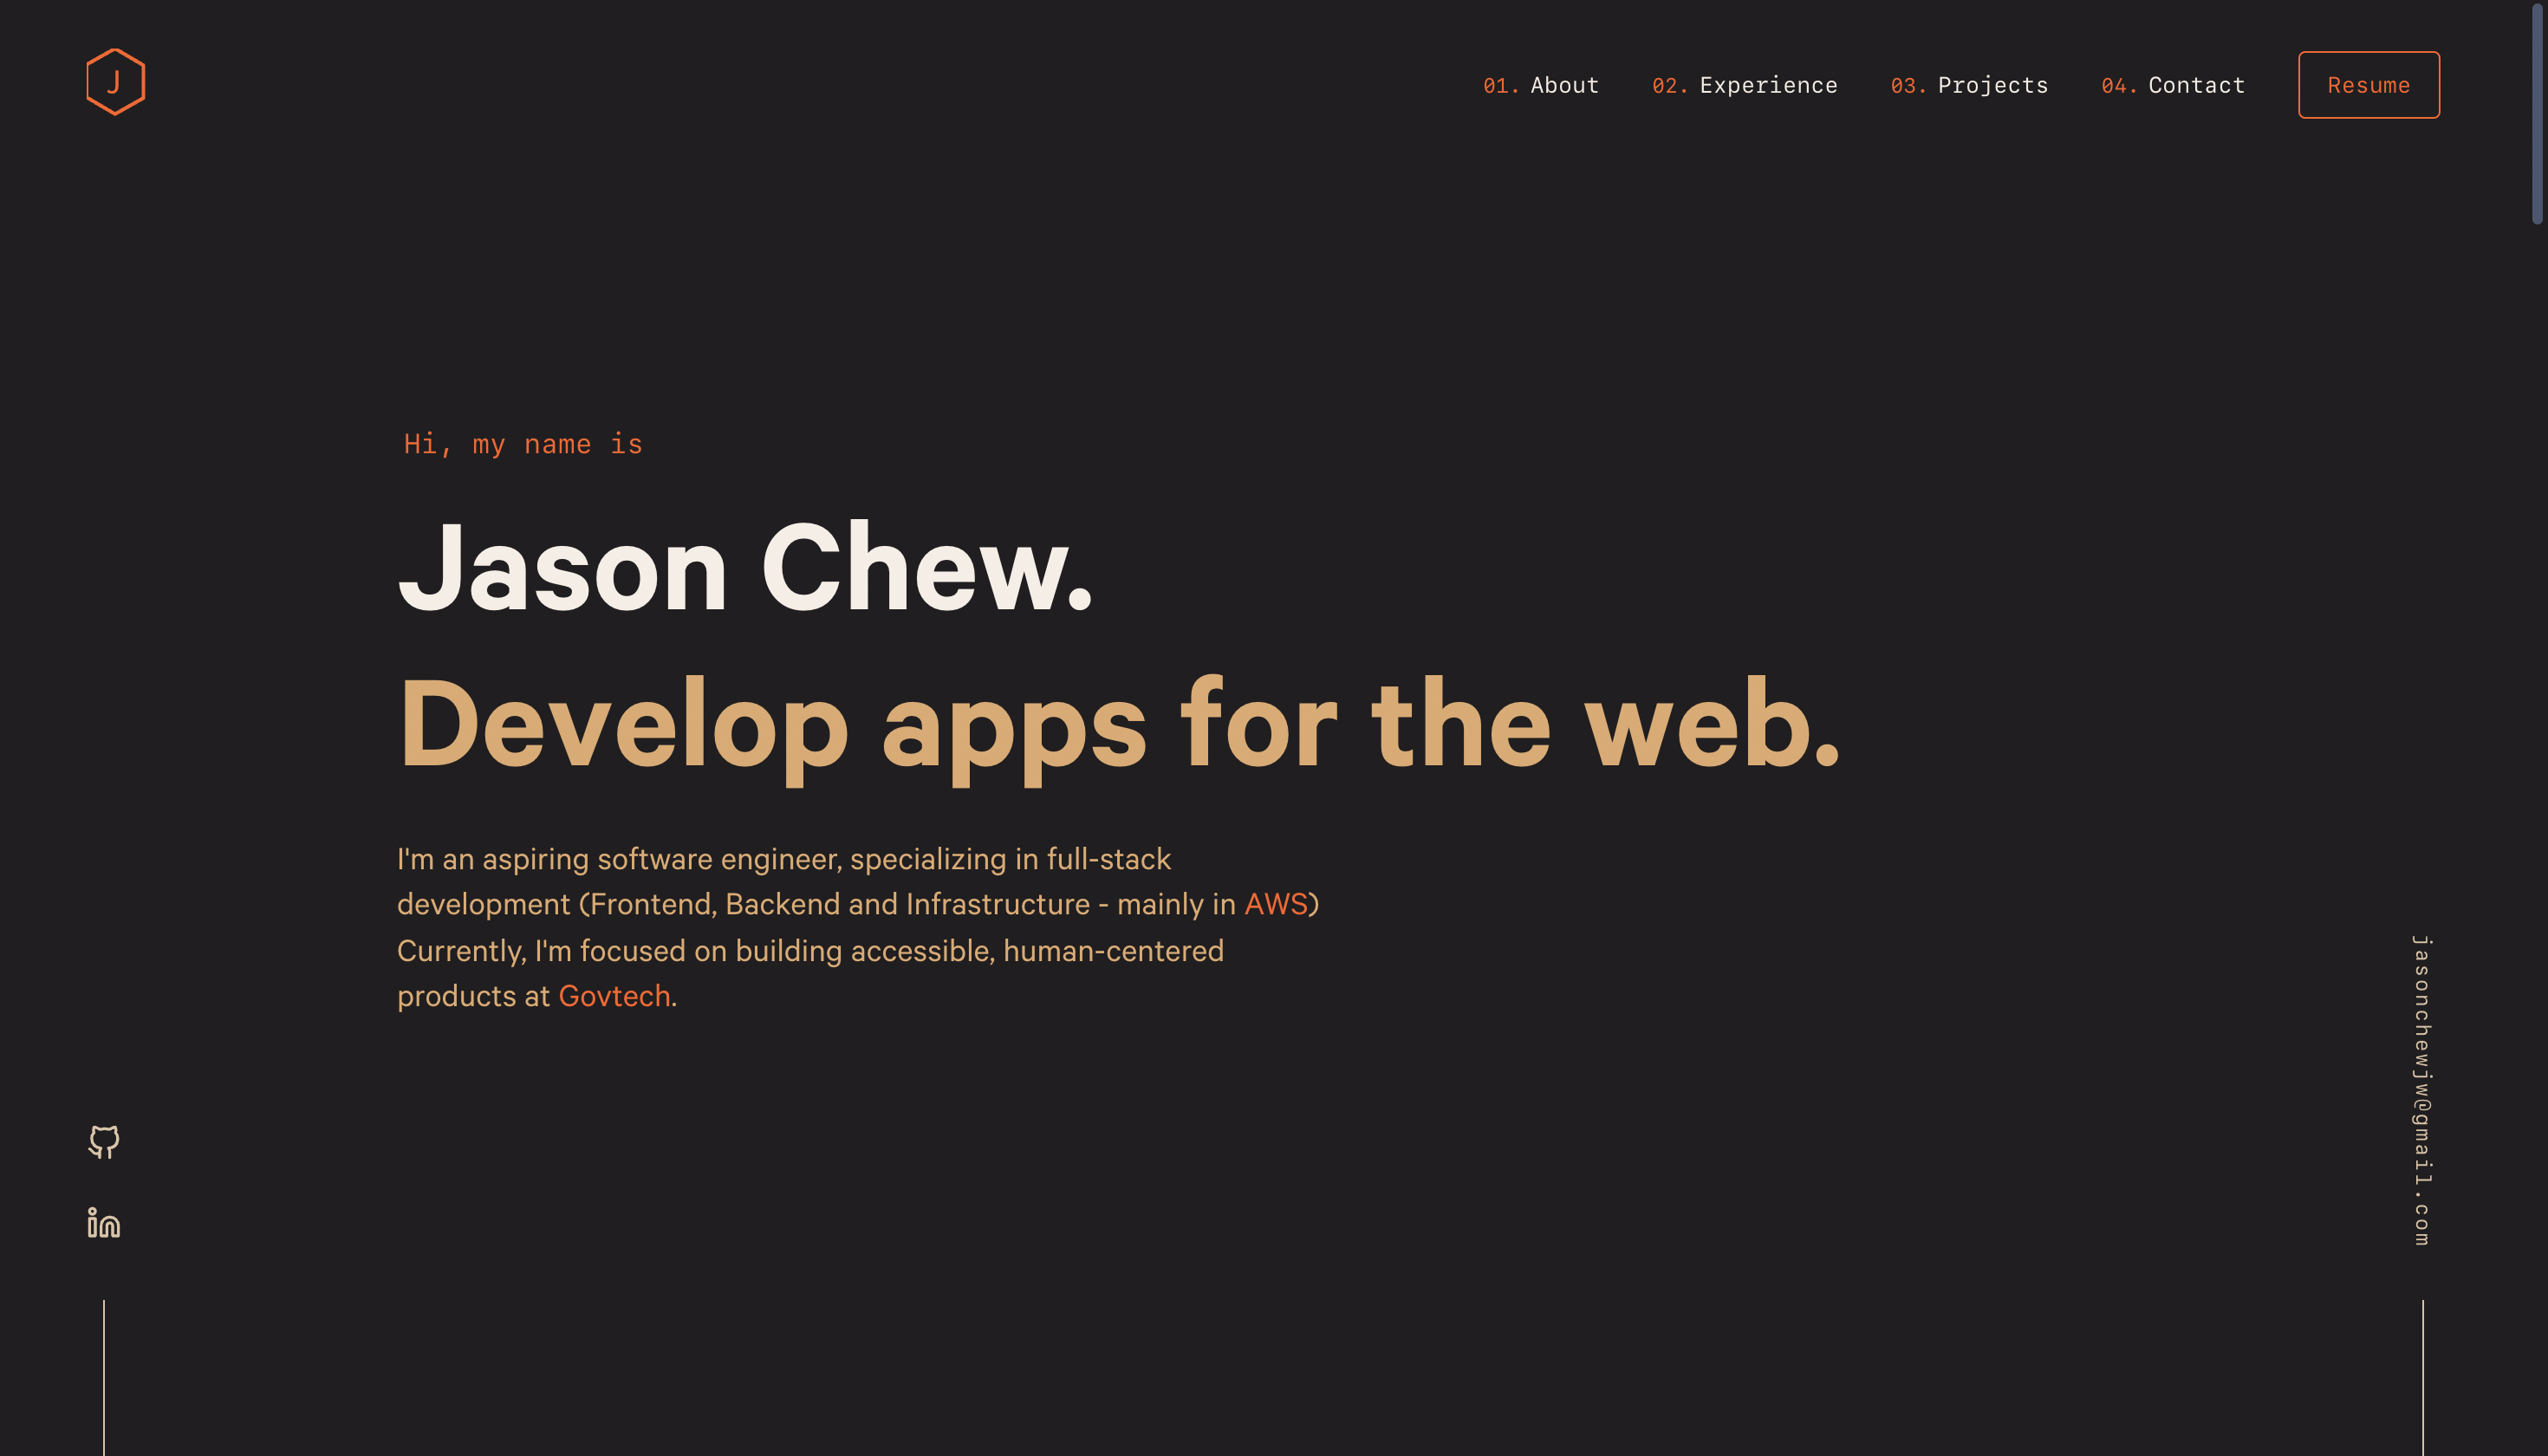 J
01. About 02. Experience 03. Projects 04. Contact Resume
Hi, my name is
Jason Chew.
Develop apps for the web.
I'm an aspiring software engineer, specializing in full-stack
development (Frontend, Backend and Infrastructure - mainly in AWS)
Currently, I'm focused on building accessible, human-centered
products at Govtech.
in
jasonchewjw@gmail.com